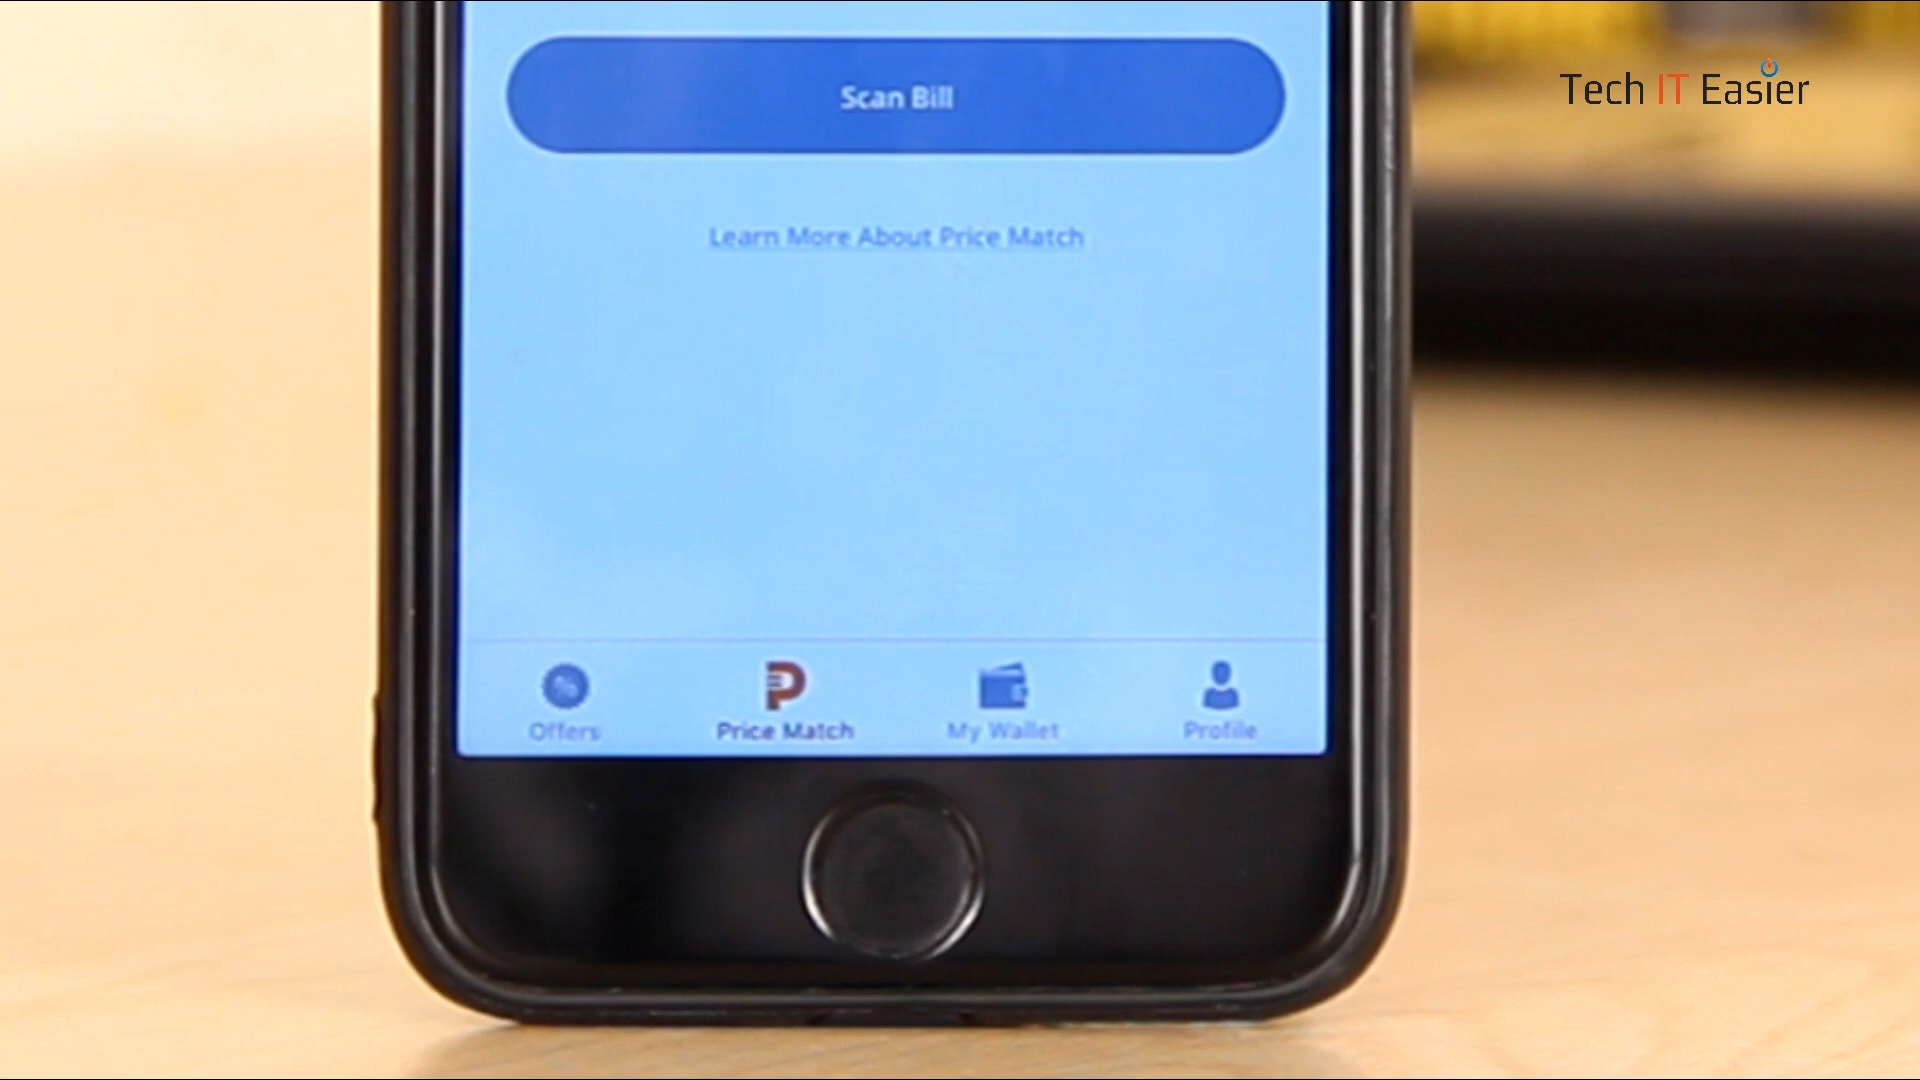 Tech IT Easier
Scan Bill
Learn More About Price Match
Offers
Price Match
My Wallet
Profile